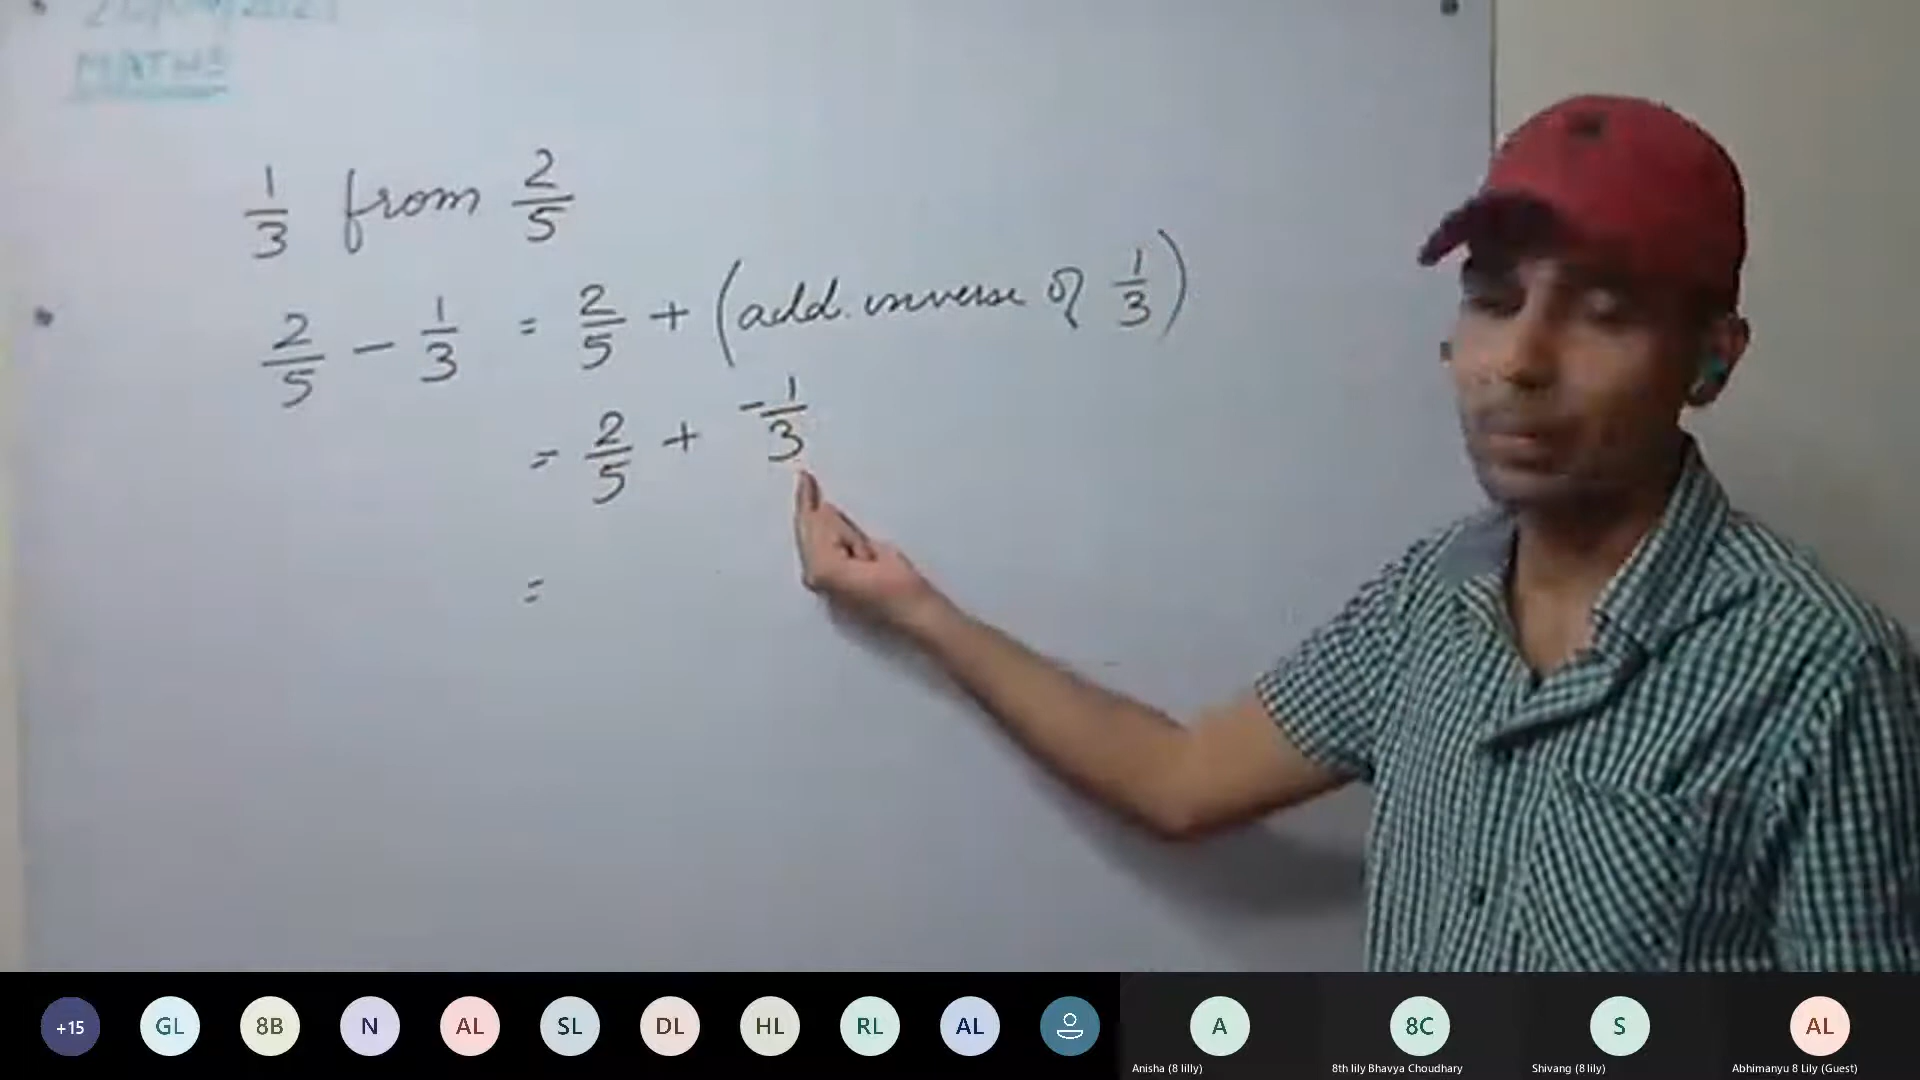 MATHS
1/3 from 2/5
2/5 - 1/3 = 2/5 + (add. inverse of 1/3)
= 2/5 + -1/3
=
+15 GL 8B N AL SL DL HL RL AL A 8C S AL
Anisha (8 lilly) 8th lily Bhavya Choudhary Shivang (8 lily) Abhimanyu 8 Lily (Guest)